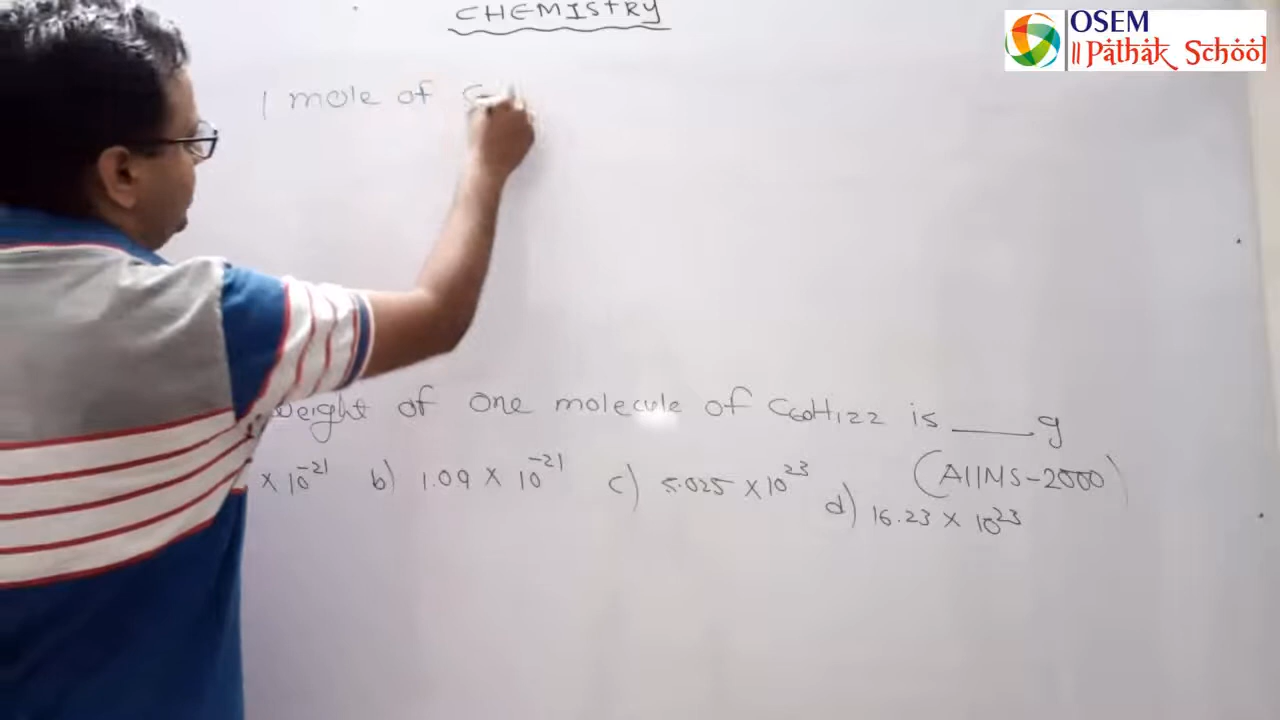 CHEMISTRY
OSEM
||Pathak School
1 mole of C
weight of one molecule of C60H122 is ____ g
(AIIMS-2000)
× 10-21 b) 1.09 × 10-21 c) 5.025 × 1023
d) 16.23 × 1023